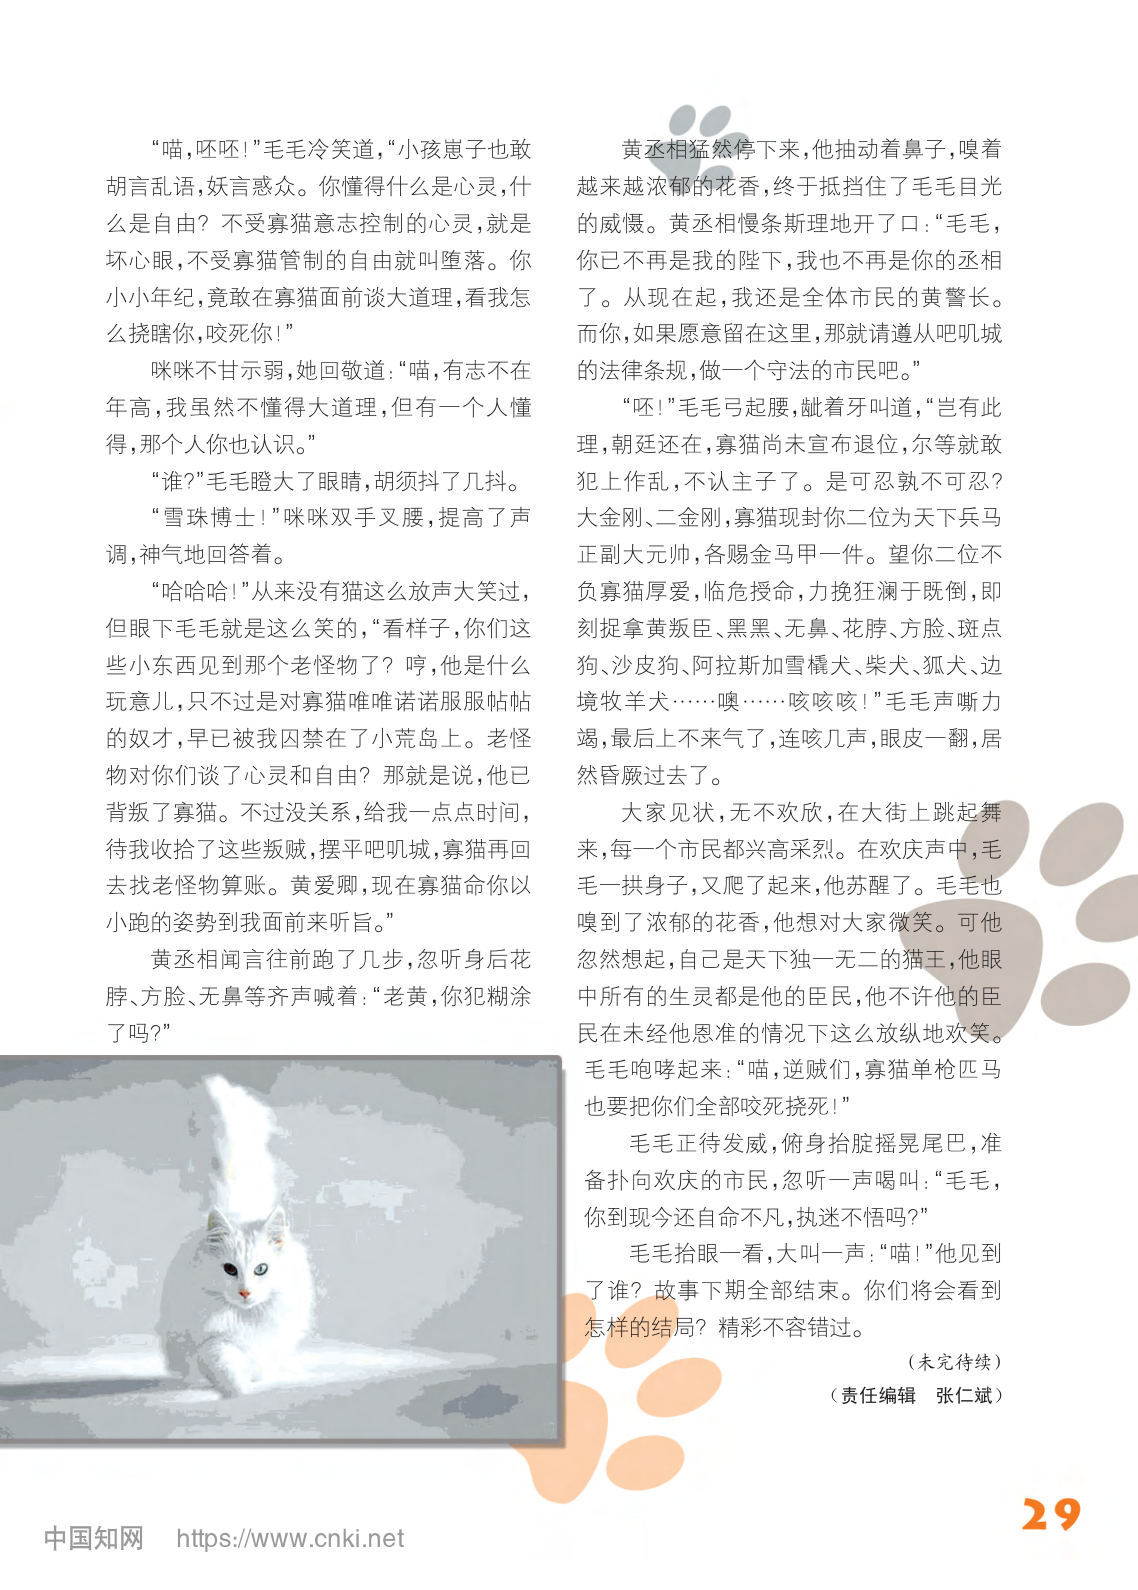 “喵，呸呸！”毛毛冷笑道，“小孩崽子也敢
胡言乱语，妖言惑众。你懂得什么是心灵，什
么是自由？不受寡猫意志控制的心灵，就是
坏心眼，不受寡猫管制的自由就叫堕落。你
小小年纪，竟敢在寡猫面前谈大道理，看我怎
么挠瞎你，咬死你！”
咪咪不甘示弱，她回敬道：“喵，有志不在
年高，我虽然不懂得大道理，但有一个人懂
得，那个人你也认识。”
“谁？”毛毛瞪大了眼睛，胡须抖了几抖。
“雪珠博士！”咪咪双手叉腰，提高了声
调，神气地回答着。
“哈哈哈！”从来没有猫这么放声大笑过，
但眼下毛毛就是这么笑的，“看样子，你们这
些小东西见到那个老怪物了？哼，他是什么
玩意儿，只不过是对寡猫唯唯诺诺服服帖帖
的奴才，早已被我囚禁在了小荒岛上。老怪
物对你们谈了心灵和自由？那就是说，他已
背叛了寡猫。不过没关系，给我一点点时间，
待我收拾了这些叛贼，摆平吧叽城，寡猫再回
去找老怪物算账。黄爱卿，现在寡猫命你以
小跑的姿势到我面前来听旨。”
黄丞相闻言往前跑了几步，忽听身后花
脖、方脸、无鼻等齐声喊着：“老黄，你犯糊涂
了吗？”
黄丞相猛然停下来，他抽动着鼻子，嗅着
越来越浓郁的花香，终于抵挡住了毛毛目光
的威慑。黄丞相慢条斯理地开了口：“毛毛，
你已不再是我的陛下，我也不再是你的丞相
了。从现在起，我还是全体市民的黄警长。
而你，如果愿意留在这里，那就请遵从吧叽城
的法律条规，做一个守法的市民吧。”
“呸！”毛毛弓起腰，龇着牙叫道，“岂有此
理，朝廷还在，寡猫尚未宣布退位，尔等就敢
犯上作乱，不认主子了。是可忍孰不可忍？
大金刚、二金刚，寡猫现封你二位为天下兵马
正副大元帅，各赐金马甲一件。望你二位不
负寡猫厚爱，临危授命，力挽狂澜于既倒，即
刻捉拿黄叛臣、黑黑、无鼻、花脖、方脸、斑点
狗、沙皮狗、阿拉斯加雪橇犬、柴犬、狐犬、边
境牧羊犬……噢……咳咳咳！”毛毛声嘶力
竭，最后上不来气了，连咳几声，眼皮一翻，居
然昏厥过去了。
大家见状，无不欢欣，在大街上跳起舞
来，每一个市民都兴高采烈。在欢庆声中，毛
毛一拱身子，又爬了起来，他苏醒了。毛毛也
嗅到了浓郁的花香，他想对大家微笑。可他
忽然想起，自己是天下独一无二的猫王，他眼
中所有的生灵都是他的臣民，他不许他的臣
民在未经他恩准的情况下这么放纵地欢笑。
毛毛咆哮起来：“喵，逆贼们，寡猫单枪匹马
也要把你们全部咬死挠死！”
毛毛正待发威，俯身抬腚摇晃尾巴，准
备扑向欢庆的市民，忽听一声喝叫：“毛毛，
你到现今还自命不凡，执迷不悟吗？”
毛毛抬眼一看，大叫一声：“喵！”他见到
了谁？故事下期全部结束。你们将会看到
怎样的结局？精彩不容错过。
（未完待续）
（责任编辑　张仁斌）
29
中国知网　https://www.cnki.net